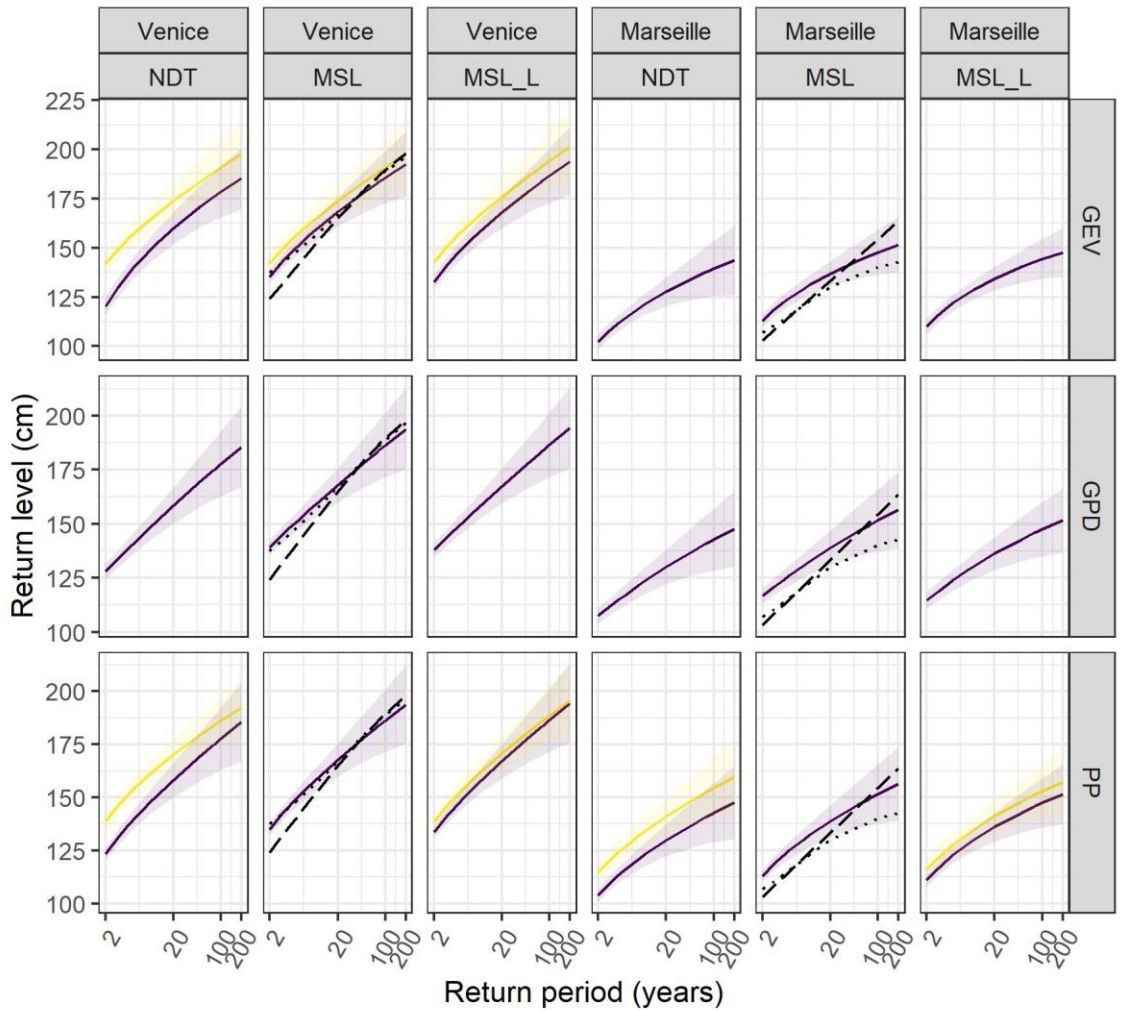 Venice Venice Venice Marseille Marseille Marseille
NDT MSL MSL_L NDT MSL MSL_L
225
200
175
150
125
100
GEV
200
175
150
125
100
GPD
200
175
150
125
100
PP
Return level (cm)
2 20 100 200 2 20 100 200 2 20 100 200 2 20 100 200 2 20 100 200 2 20 100 200
Return period (years)